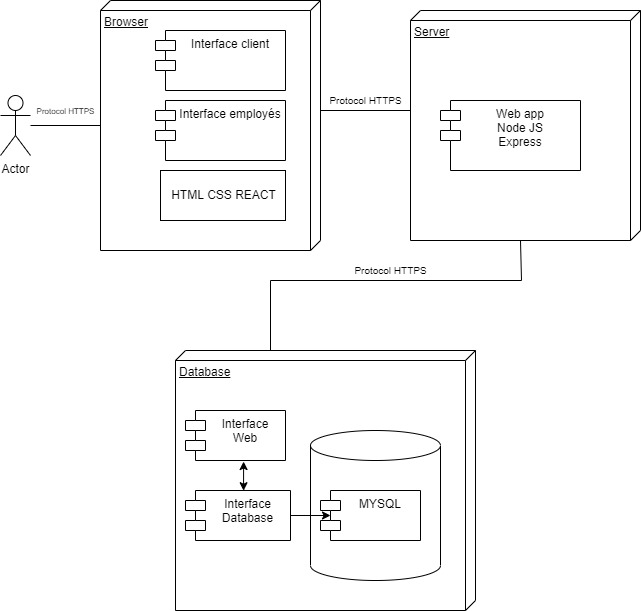 Browser
Interface client
Interface employés
HTML CSS REACT
Protocol HTTPS
Actor
Protocol HTTPS
Server
Web app
Node JS
Express
Protocol HTTPS
Database
Interface
Web
Interface
Database
MYSQL